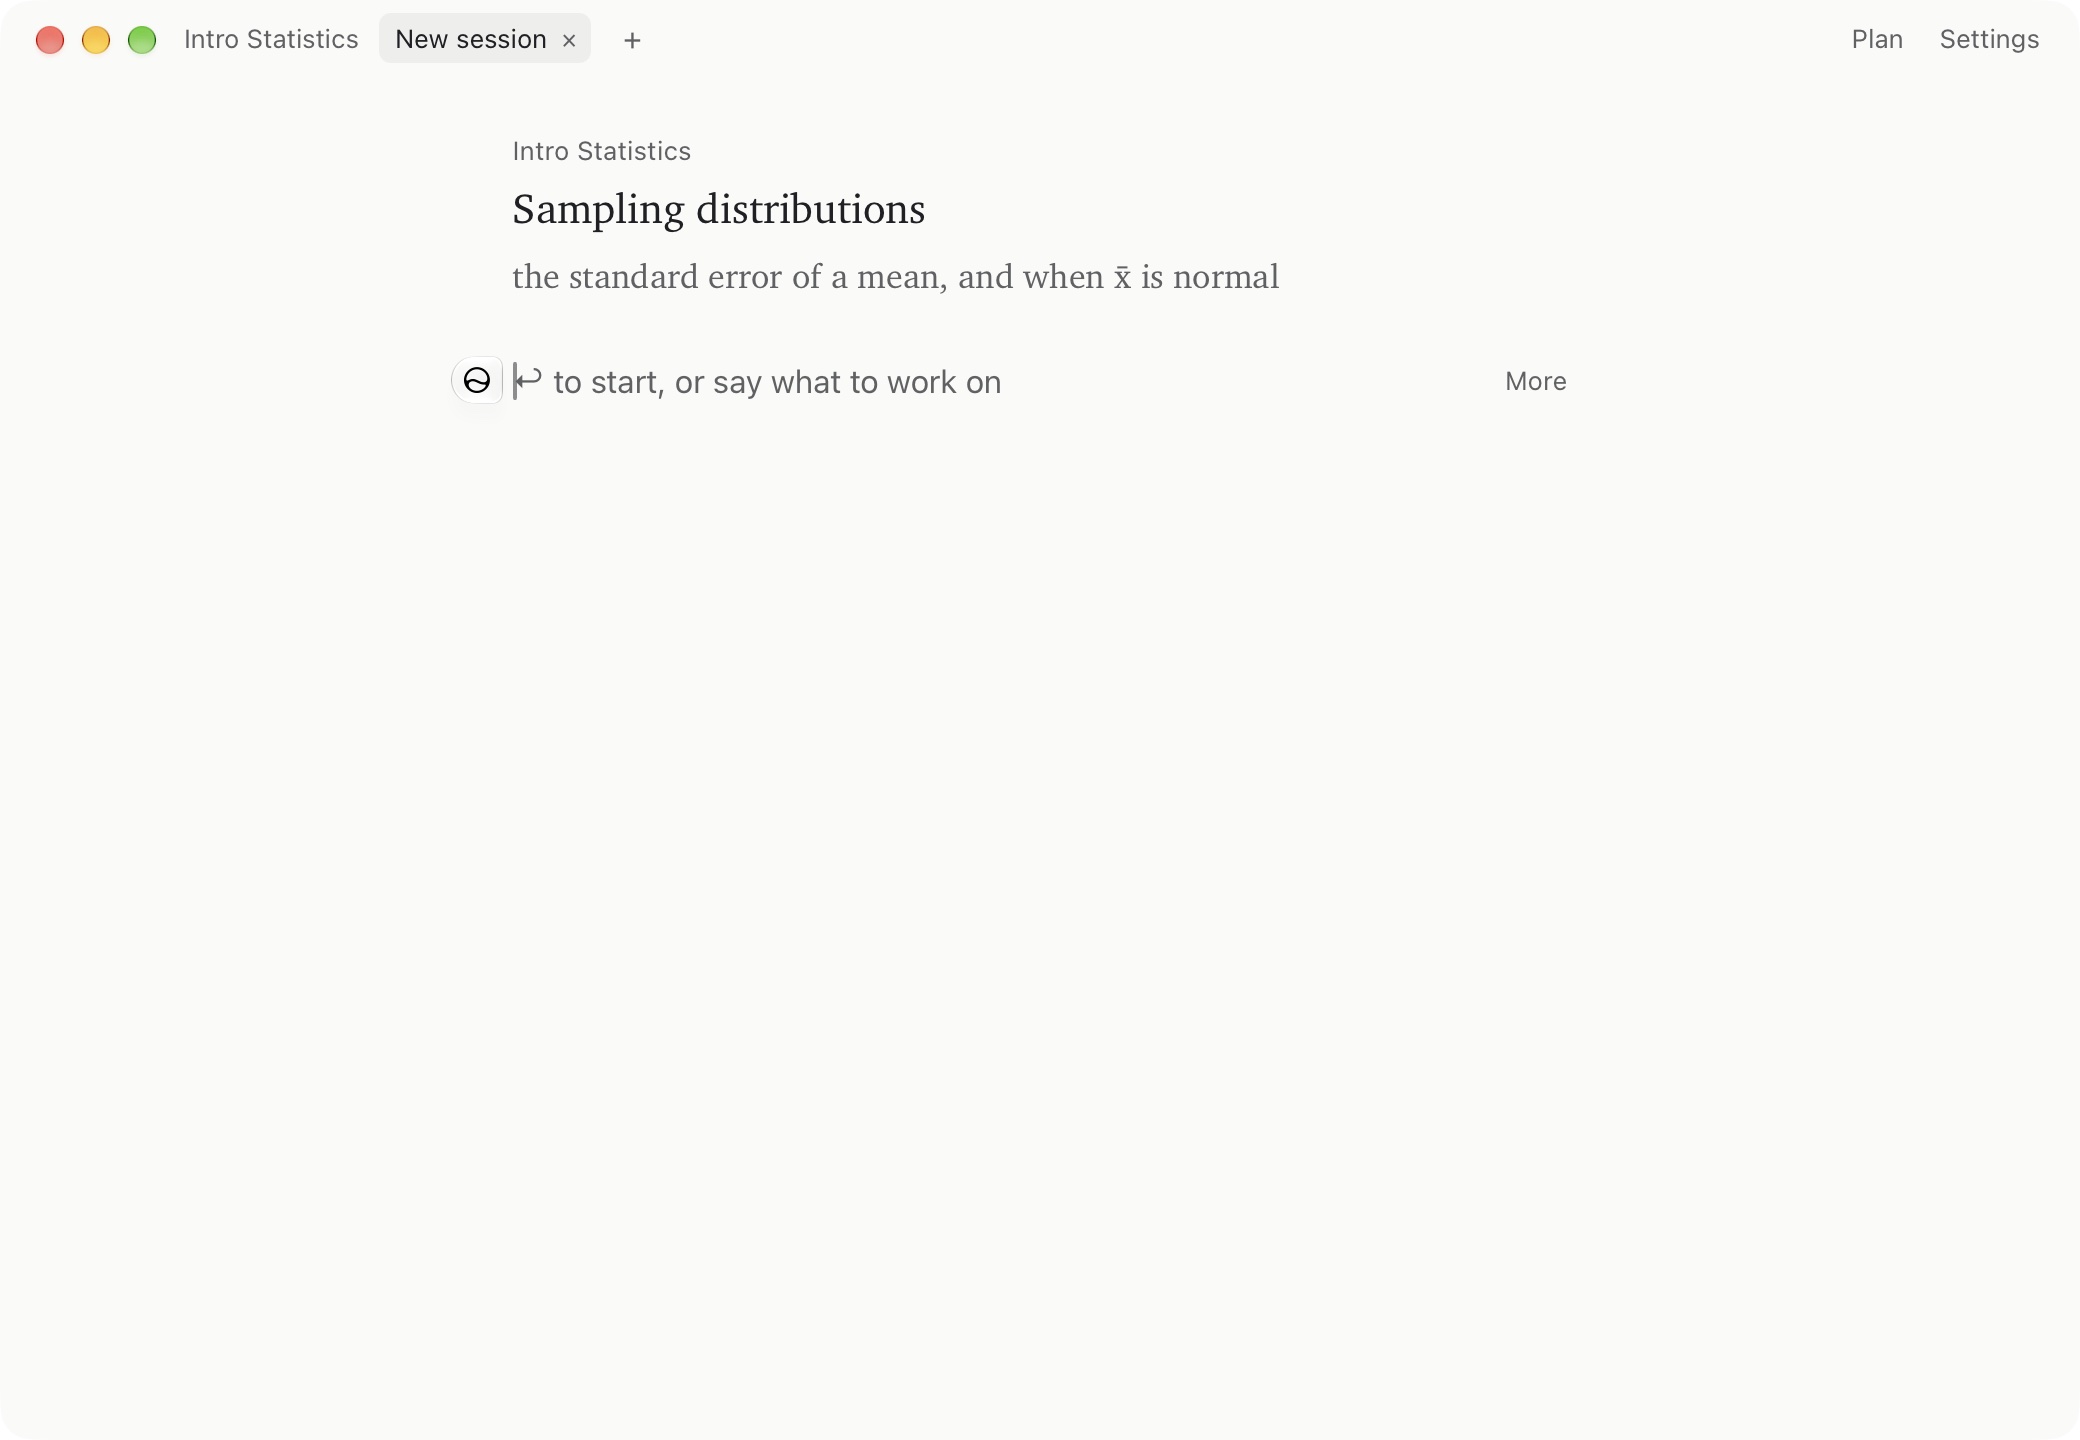 Intro Statistics
New session ×
+
Plan
Settings
Intro Statistics
Sampling distributions
the standard error of a mean, and when x̄ is normal
↩ to start, or say what to work on
More